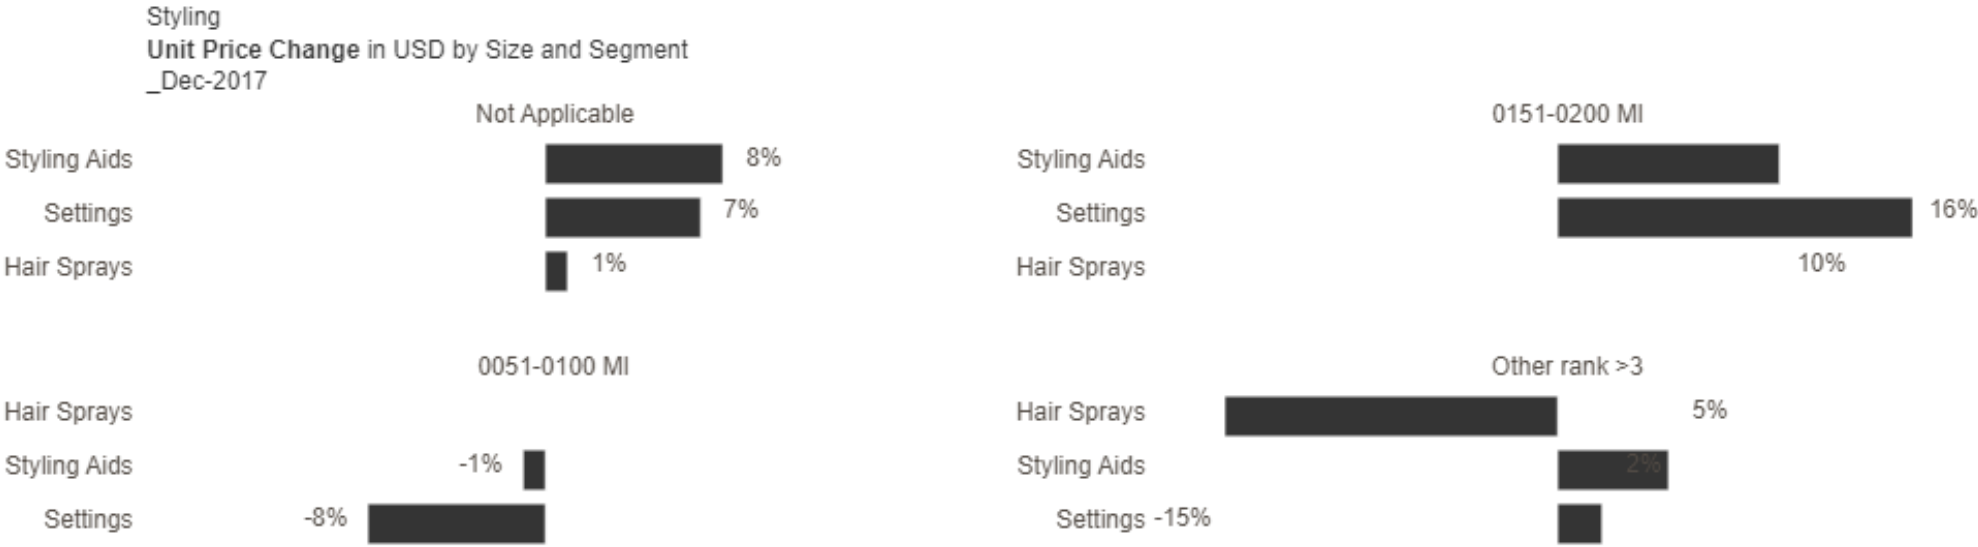 Styling
Unit Price Change in USD by Size and Segment
_Dec-2017
Not Applicable
Styling Aids 8%
Settings 7%
Hair Sprays 1%
0151-0200 Ml
Styling Aids
Settings 16%
Hair Sprays 10%
0051-0100 Ml
Hair Sprays
Styling Aids -1%
Settings -8%
Other rank >3
Hair Sprays 5%
Styling Aids 2%
Settings -15%